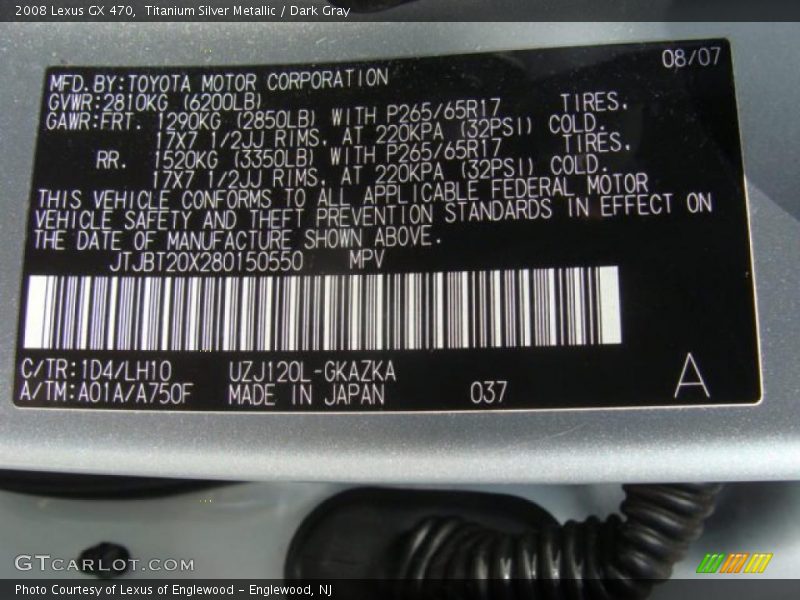 2008 Lexus GX 470, Titanium Silver Metallic / Dark Gray
08/07
MFD. BY: TOYOTA MOTOR CORPORATION
GVWR: 2810KG (6200LB)
GAWR: FRT. 1290KG (2850LB) WITH P265/65R17 TIRES.
17X7 1/2JJ RIMS. AT 220KPA (32PSI) COLD.
RR. 1520KG (3350LB) WITH P265/65R17 TIRES.
17X7 1/2JJ RIMS. AT 220KPA (32PSI) COLD.
THIS VEHICLE CONFORMS TO ALL APPLICABLE FEDERAL MOTOR
VEHICLE SAFETY AND THEFT PREVENTION STANDARDS IN EFFECT ON
THE DATE OF MANUFACTURE SHOWN ABOVE.
JTJBT20X280150550 MPV
C/TR: 1D4/LH10 UZJ120L-GKAZKA
A/TM: A01A/A750F MADE IN JAPAN 037 A
GTCARLOT.COM
Photo Courtesy of Lexus of Englewood – Englewood, NJ